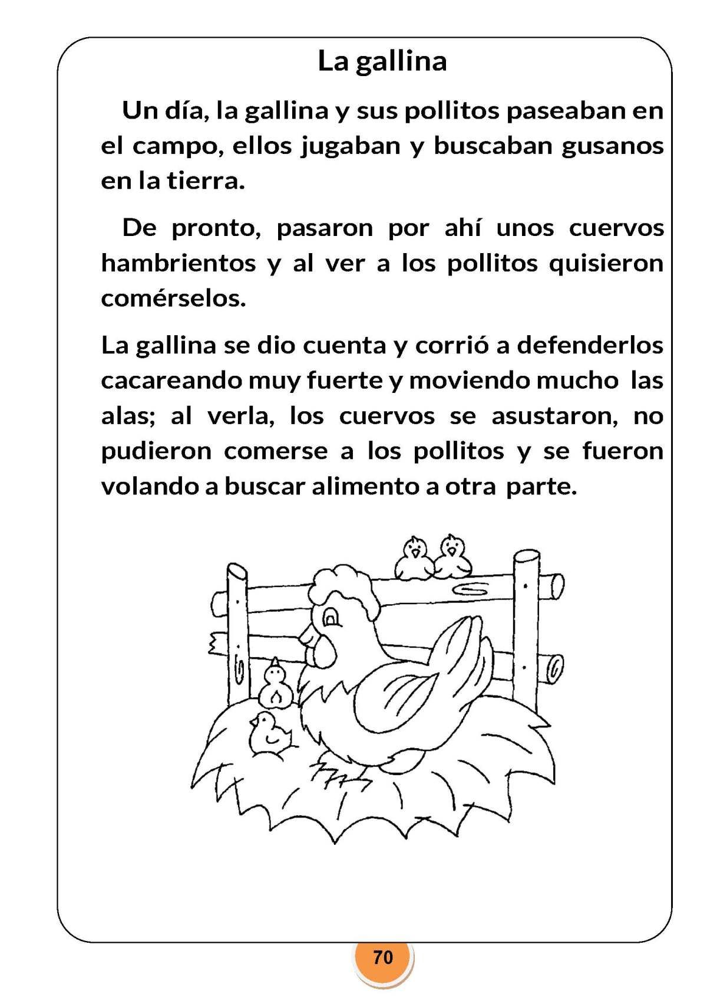 La gallina
Un día, la gallina y sus pollitos paseaban en
el campo, ellos jugaban y buscaban gusanos
en la tierra.
De pronto, pasaron por ahí unos cuervos
hambrientos y al ver a los pollitos quisieron
comérselos.
La gallina se dio cuenta y corrió a defenderlos
cacareando muy fuerte y moviendo mucho las
alas; al verla, los cuervos se asustaron, no
pudieron comerse a los pollitos y se fueron
volando a buscar alimento a otra parte.
70